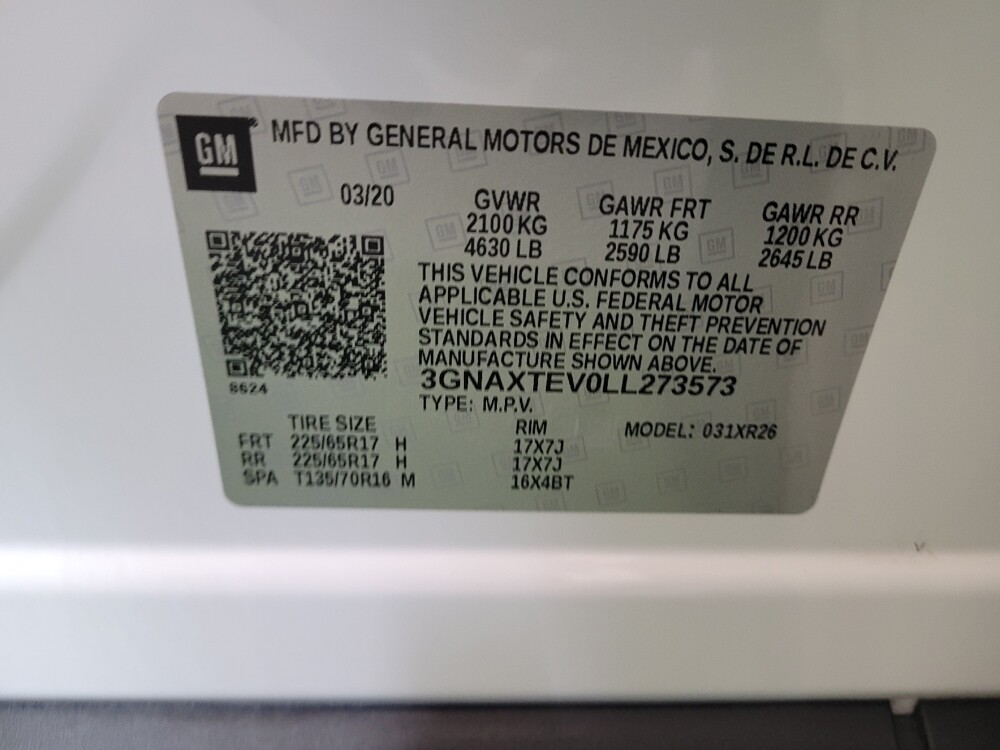 GM MFD BY GENERAL MOTORS DE MEXICO, S. DE R.L. DE C.V.
03/20 GVWR GAWR FRT GAWR RR
2100 KG 1175 KG 1200 KG
4630 LB 2590 LB 2645 LB
THIS VEHICLE CONFORMS TO ALL
APPLICABLE U.S. FEDERAL MOTOR
VEHICLE SAFETY AND THEFT PREVENTION
STANDARDS IN EFFECT ON THE DATE OF
MANUFACTURE SHOWN ABOVE.
8624 3GNAXTEV0LL273573
TYPE: M.P.V.
TIRE SIZE RIM MODEL: 031XR26
FRT 225/65R17 H 17X7J
RR 225/65R17 H 17X7J
SPA T135/70R16 M 16X4BT